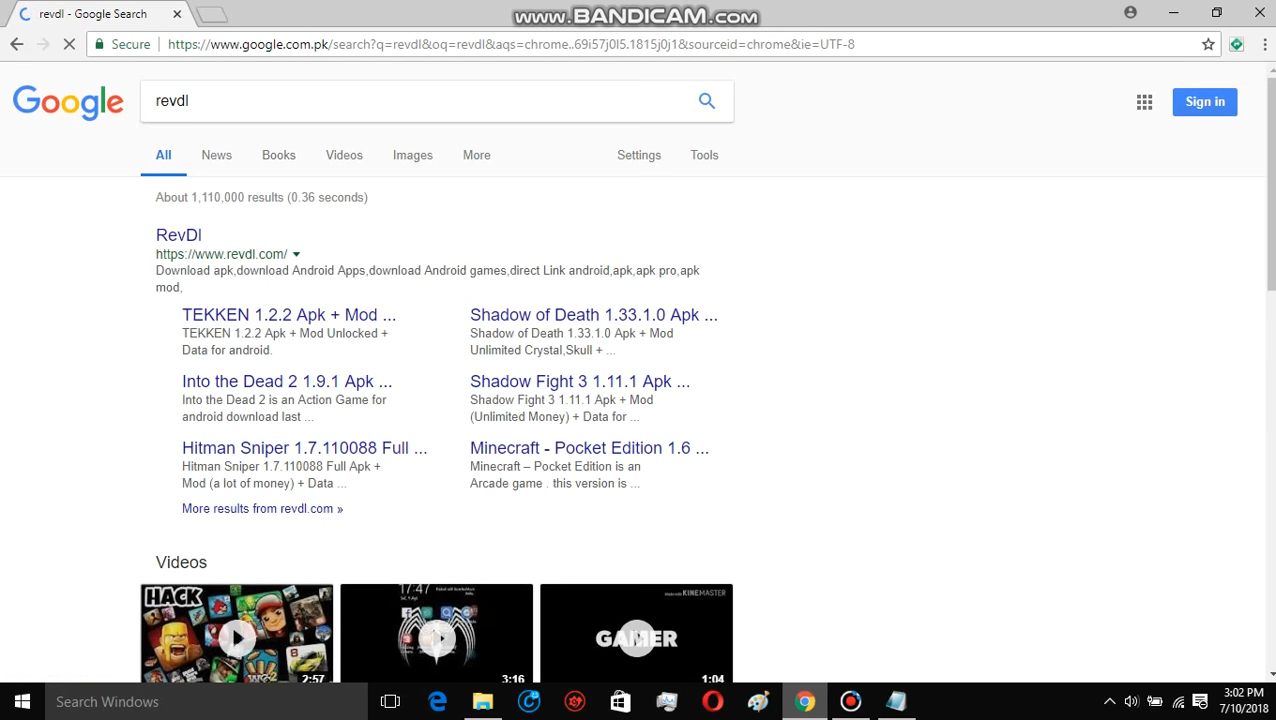 revdl - Google Search
www.BANDICAM.com
Secure https://www.google.com.pk/search?q=revdl&oq=revdl&aqs=chrome..69i57j0l5.1815j0j1&sourceid=chrome&ie=UTF-8
Google
revdl
Sign in
All News Books Videos Images More Settings Tools
About 1,110,000 results (0.36 seconds)
RevDl
https://www.revdl.com/
Download apk,download Android Apps,download Android games,direct Link android,apk,apk pro,apk
mod,
TEKKEN 1.2.2 Apk + Mod ...
TEKKEN 1.2.2 Apk + Mod Unlocked +
Data for android.
Shadow of Death 1.33.1.0 Apk ...
Shadow of Death 1.33.1.0 Apk + Mod
Unlimited Crystal,Skull + ...
Into the Dead 2 1.9.1 Apk ...
Into the Dead 2 is an Action Game for
android download last ...
Shadow Fight 3 1.11.1 Apk ...
Shadow Fight 3 1.11.1 Apk + Mod
(Unlimited Money) + Data for ...
Hitman Sniper 1.7.110088 Full ...
Hitman Sniper 1.7.110088 Full Apk +
Mod (a lot of money) + Data ...
Minecraft - Pocket Edition 1.6 ...
Minecraft – Pocket Edition is an
Arcade game . this version is ...
More results from revdl.com »
Videos
HACK
2:57
17:47
3:16
Made with KINEMASTER
GAMER
1:04
Search Windows
3:02 PM
7/10/2018